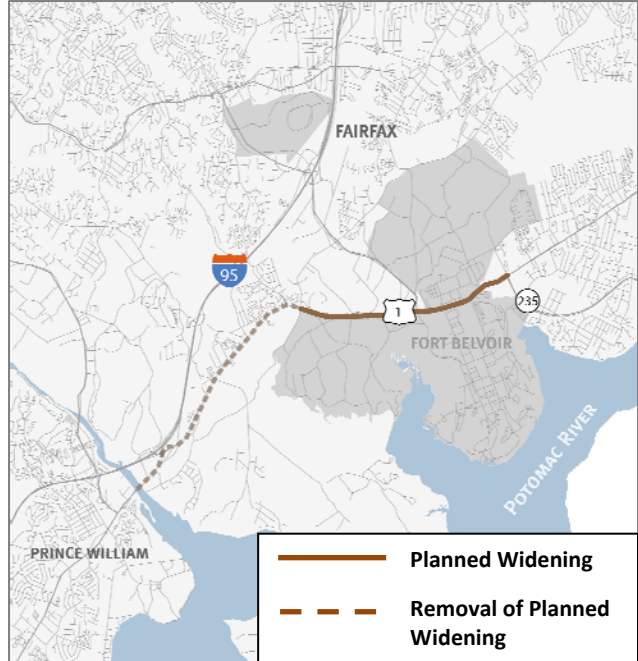 FAIRFAX
95
1
235
FORT BELVOIR
POTOMAC RIVER
PRINCE WILLIAM
Planned Widening
Removal of Planned
Widening